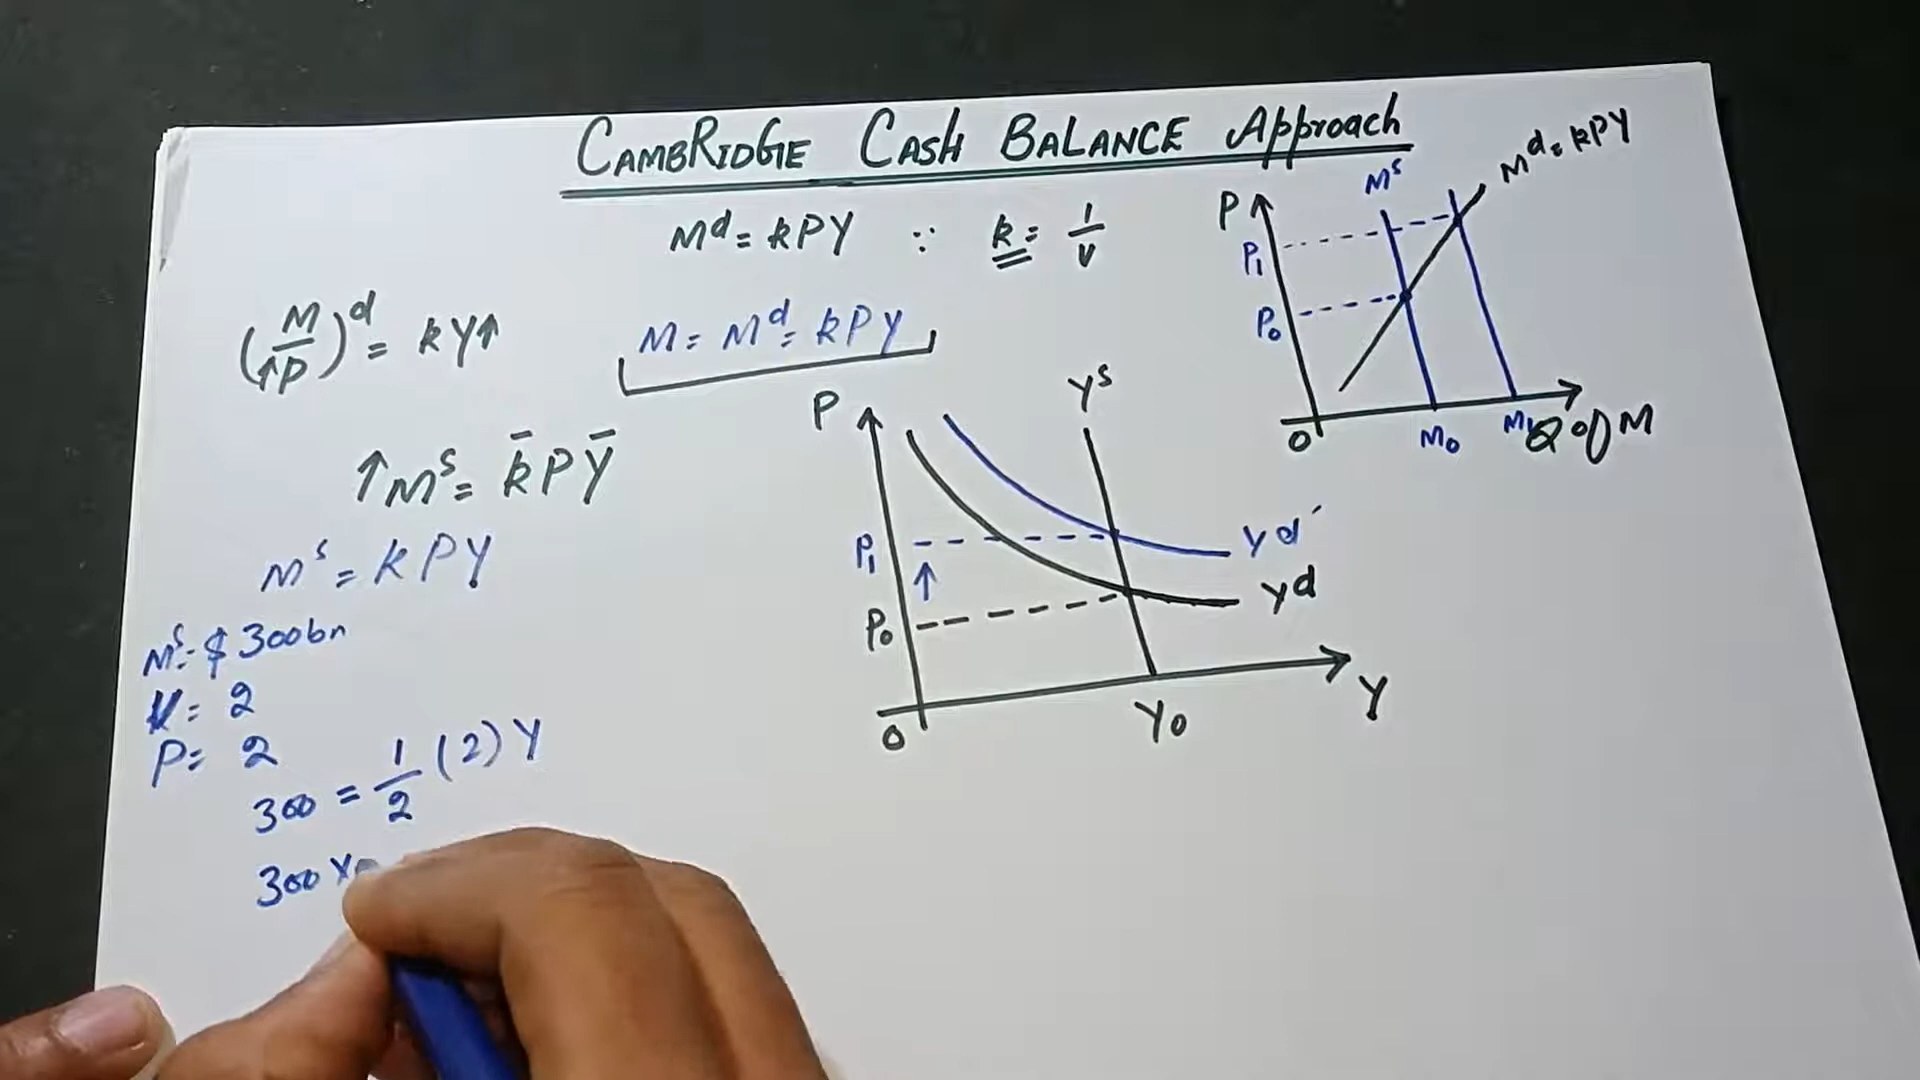 CAMBRIDGE CASH BALANCE Approach
Mᵈ = kPY ∵ k = 1/V
(M/↑P)ᵈ = kY↑
M = Mᵈ = kPY
↑Mˢ = k̄PȲ
Mˢ = kPY
Mˢ = $300bn
V = 2
P = 2
300 = 1/2 (2) Y
300 x
P
Yˢ
P₁
↑
P₀
Yd′
Yd
0
Y₀
Y
P
Mˢ
Mᵈ = kPY
P₁
P₀
0
M₀
M₁
Q of M